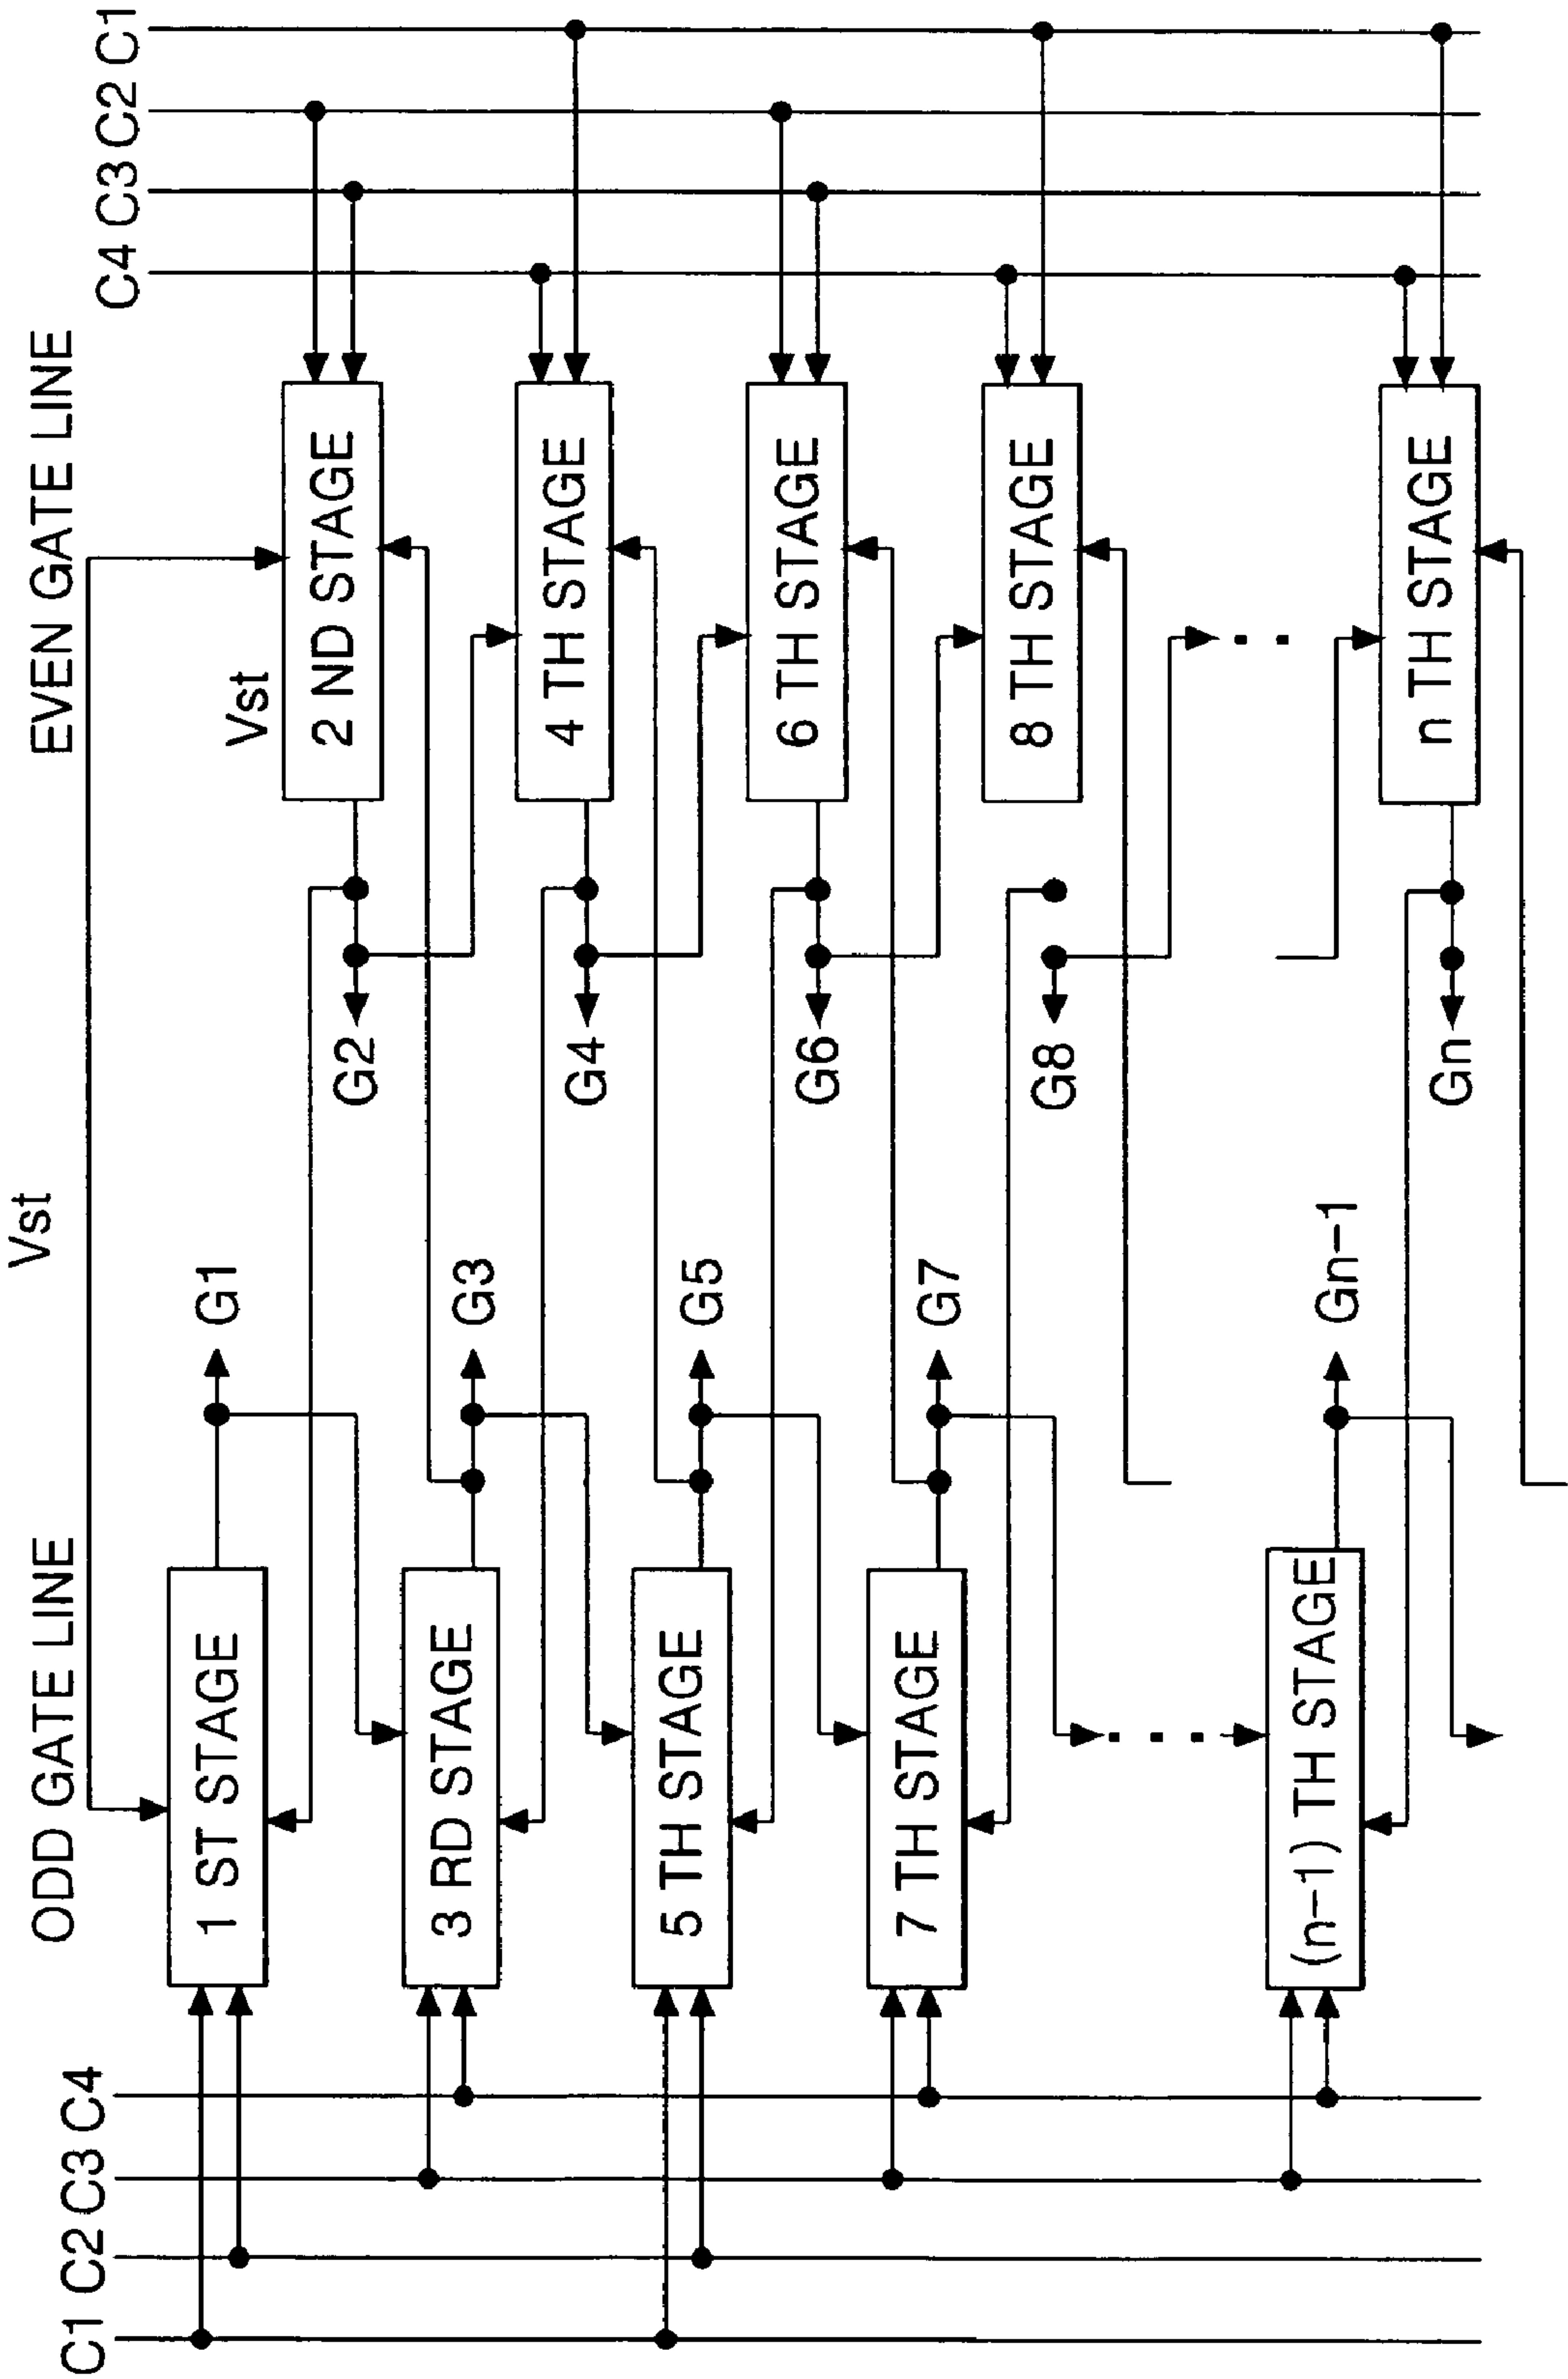 Vst
ODD GATE LINE
EVEN GATE LINE
C1 C2 C3 C4
C4 C3 C2 C1
1 ST STAGE
G1
Vst
2 ND STAGE
G2
3 RD STAGE
G3
4 TH STAGE
G4
5 TH STAGE
G5
6 TH STAGE
G6
7 TH STAGE
G7
8 TH STAGE
G8
(n-1) TH STAGE
Gn-1
n TH STAGE
Gn